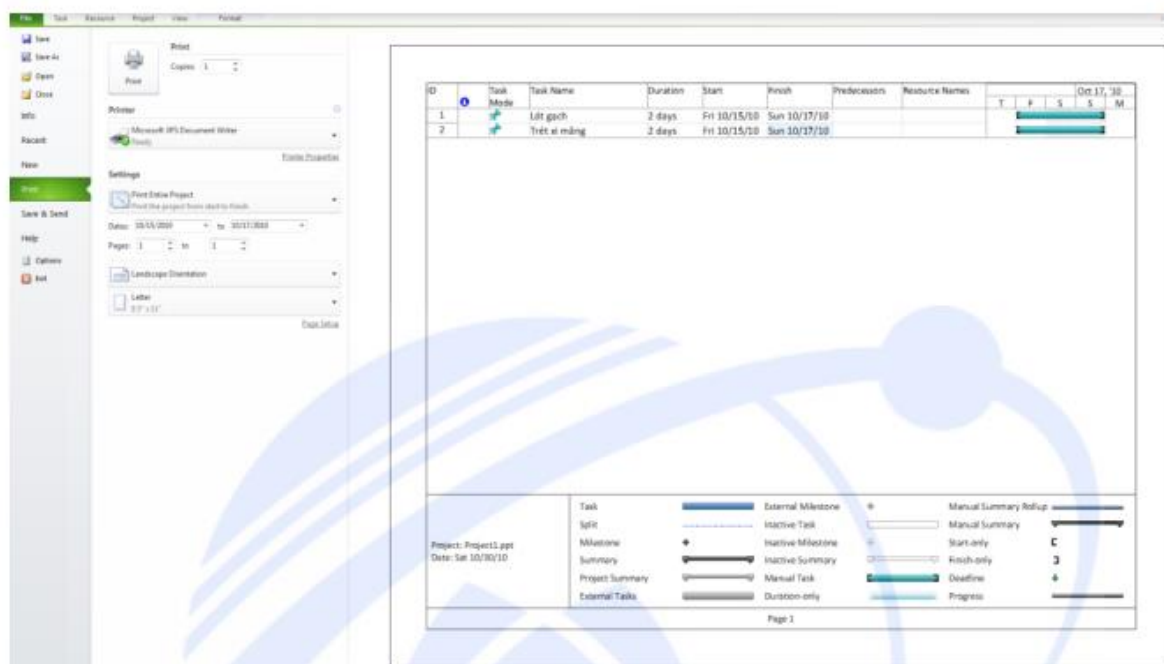 File Task Resource Project View Format
Save
Save As
Open
Close
Info
Recent
New
Print
Save & Send
Help
Options
Exit
Print
Copies: 1
Print
Printer
Microsoft XPS Document Writer
Ready
Printer Properties
Settings
Print Entire Project
Print the project from start to finish
Dates: 10/15/2010 to 10/17/2010
Pages: 1 to 1
Landscape Orientation
Letter
8.5" x 11"
Page Setup
ID Task Mode Task Name Duration Start Finish Predecessors Resource Names Oct 17, '10
T F S S M
1 Lát gạch 2 days Fri 10/15/10 Sun 10/17/10
2 Trét xi măng 2 days Fri 10/15/10 Sun 10/17/10
Project: Project1.ppt
Date: Sat 10/30/10
Task External Milestone Manual Summary Rollup
Split Inactive Task Manual Summary
Milestone Inactive Milestone Start-only
Summary Inactive Summary Finish-only
Project Summary Manual Task Deadline
External Tasks Duration-only Progress
Page 1